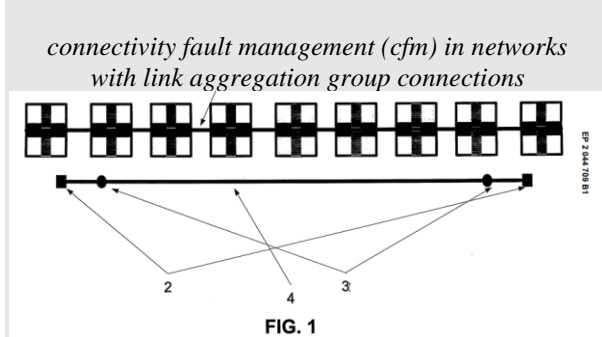 connectivity fault management (cfm) in networks
with link aggregation group connections
EP 2 044 709 B1
2
4
3
FIG. 1